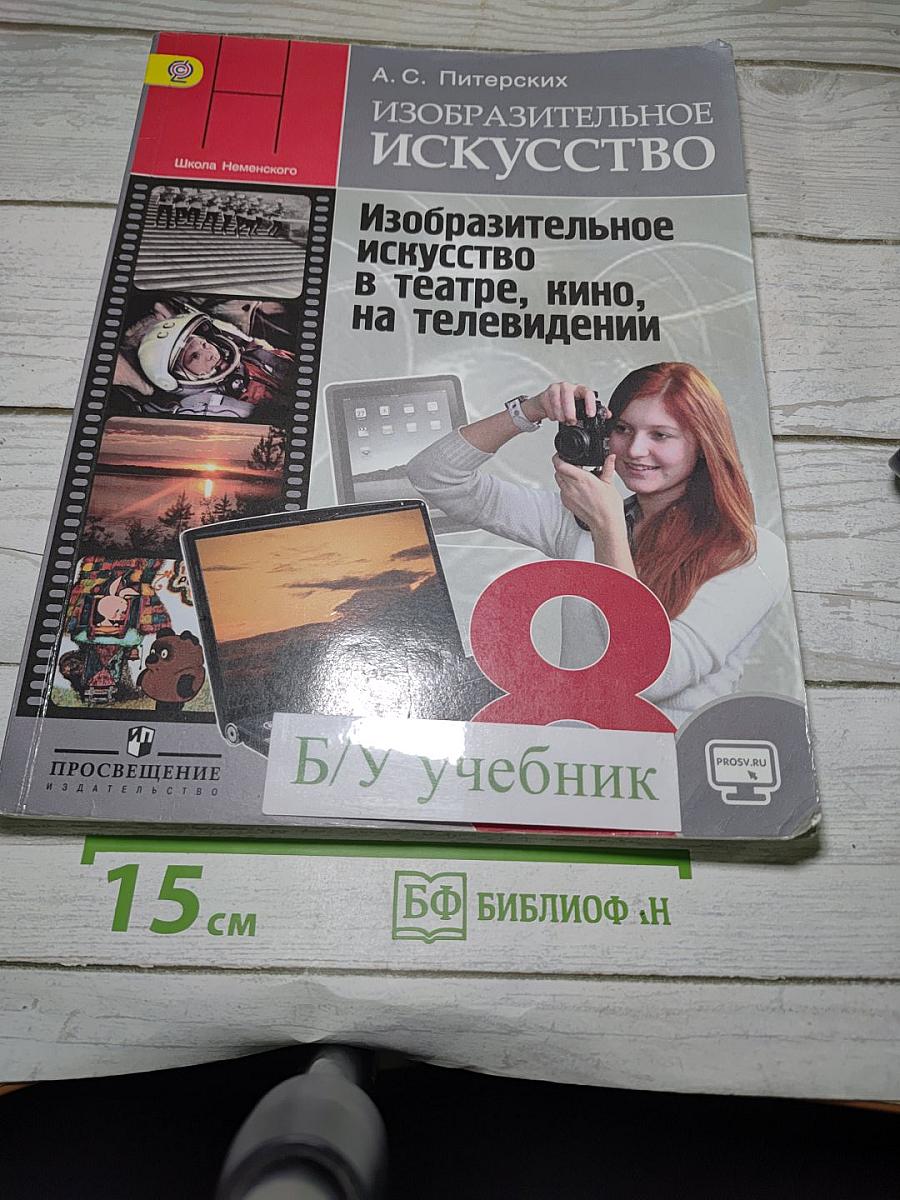 А. С. Питерских
ИЗОБРАЗИТЕЛЬНОЕ
ИСКУССТВО
Школа Неменского
Изобразительное
искусство
в театре, кино,
на телевидении
8
Б/У учебник
PROSV.RU
ПРОСВЕЩЕНИЕ
ИЗДАТЕЛЬСТВО
15 см
БФ БИБЛИОФ